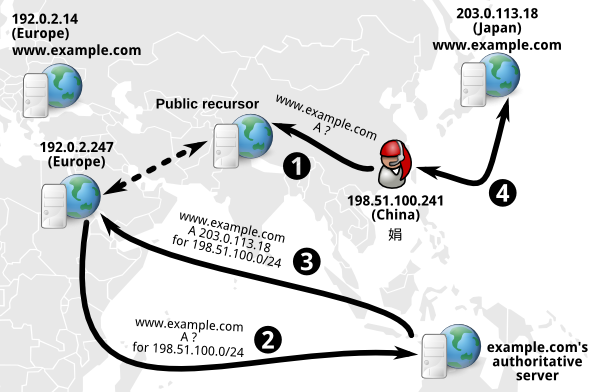 192.0.2.14
(Europe)
www.example.com
203.0.113.18
(Japan)
www.example.com
Public recursor
www.example.com
A ?
1
192.0.2.247
(Europe)
198.51.100.241
(China)
娟
4
www.example.com
A 203.0.113.18
for 198.51.100.0/24
3
www.example.com
A ?
for 198.51.100.0/24
2
example.com's
authoritative
server